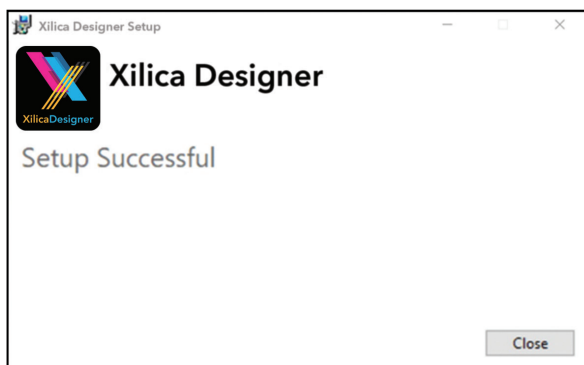 Xilica Designer Setup
Xilica Designer
XilicaDesigner
Setup Successful
Close